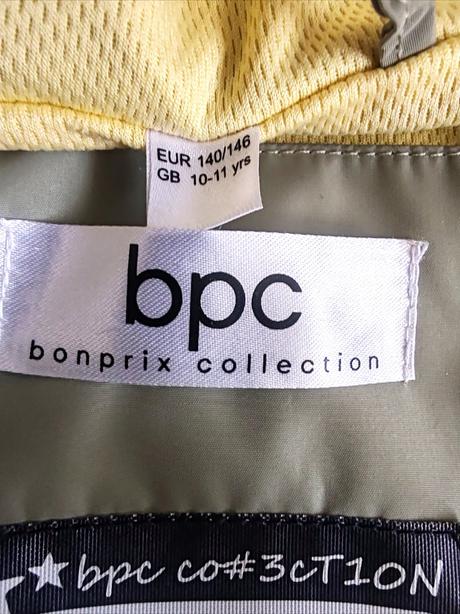 EUR 140/146
GB 10-11 yrs
bpc
bonprix collection
bpc co#3cT1ON